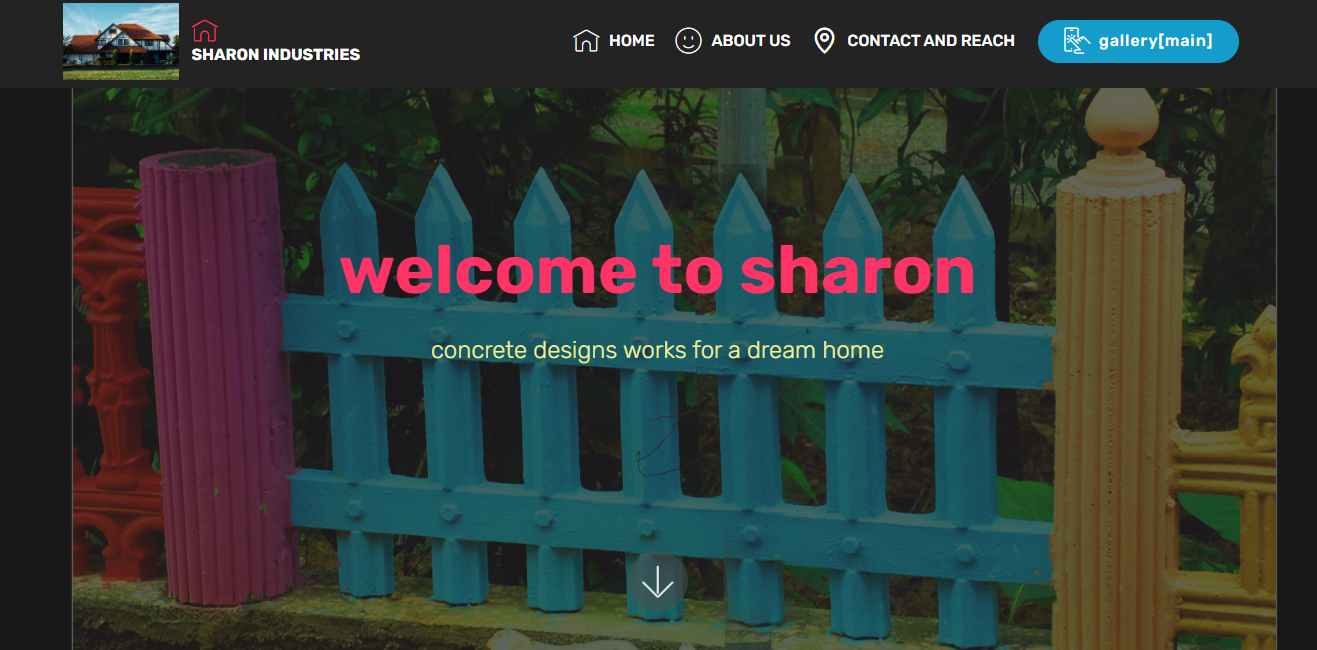 SHARON INDUSTRIES
HOME
ABOUT US
CONTACT AND REACH
gallery[main]
welcome to sharon
concrete designs works for a dream home